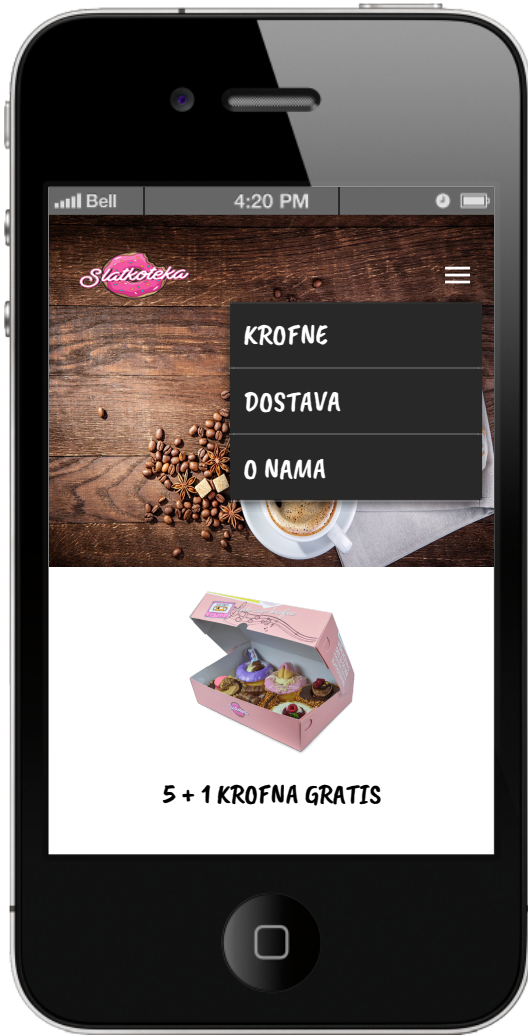 Bell
4:20 PM
Slatkoteka
KROFNE
DOSTAVA
O NAMA
5 + 1 KROFNA GRATIS